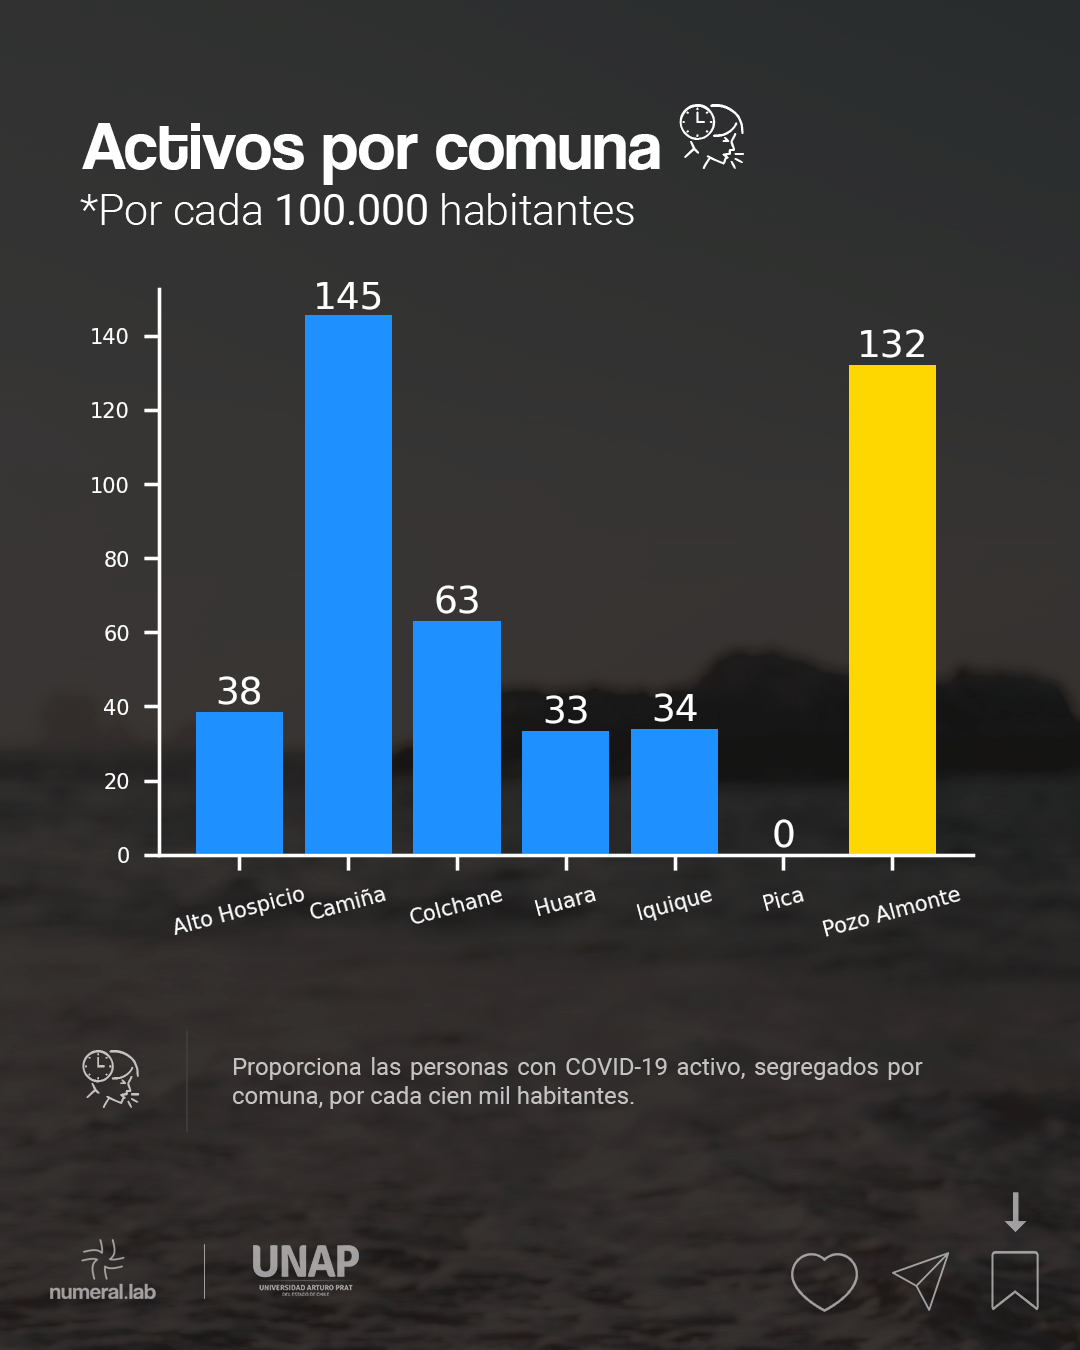 Activos por comuna
*Por cada 100.000 habitantes
145
132
63
38
33
34
0
140
120
100
80
60
40
20
0
Alto Hospicio
Camiña
Colchane
Huara
Iquique
Pica
Pozo Almonte
Proporciona las personas con COVID-19 activo, segregados por
comuna, por cada cien mil habitantes.
numeral.lab
UNAP
UNIVERSIDAD ARTURO PRAT
DEL ESTADO DE CHILE